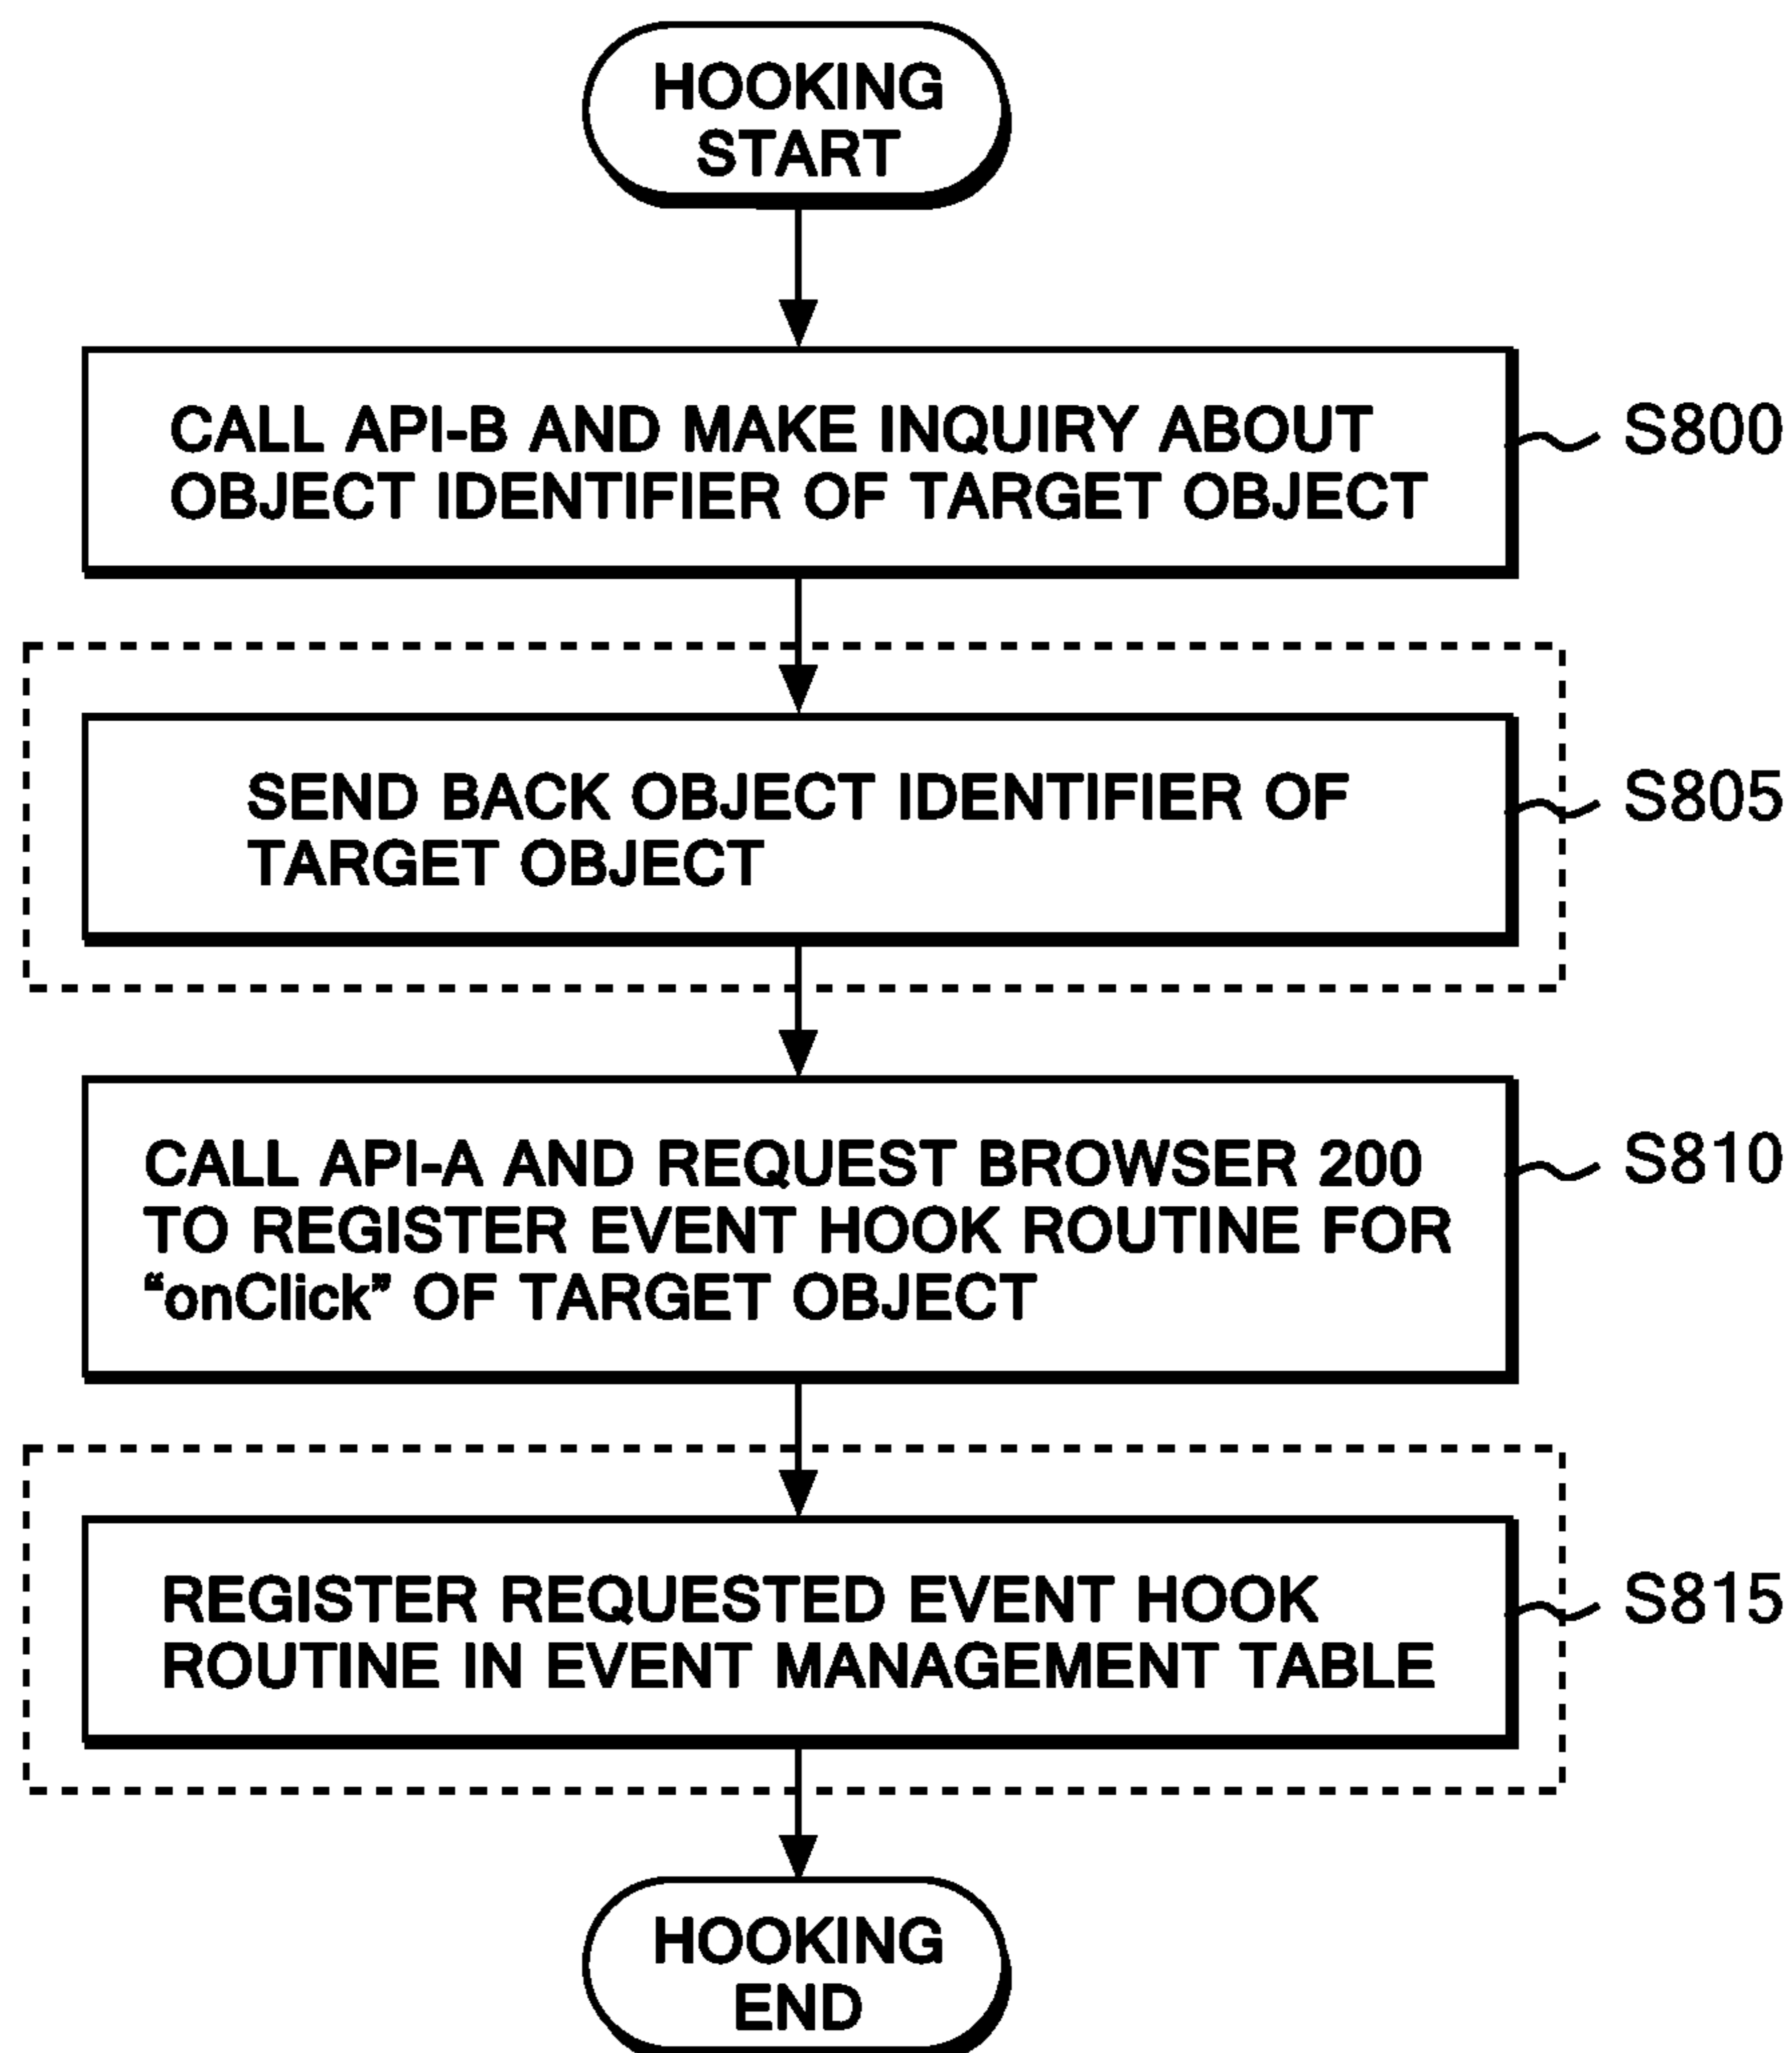 HOOKING
START
CALL API-B AND MAKE INQUIRY ABOUT
OBJECT IDENTIFIER OF TARGET OBJECT
S800
SEND BACK OBJECT IDENTIFIER OF
TARGET OBJECT
S805
CALL API-A AND REQUEST BROWSER 200
TO REGISTER EVENT HOOK ROUTINE FOR
“onClick” OF TARGET OBJECT
S810
REGISTER REQUESTED EVENT HOOK
ROUTINE IN EVENT MANAGEMENT TABLE
S815
HOOKING
END